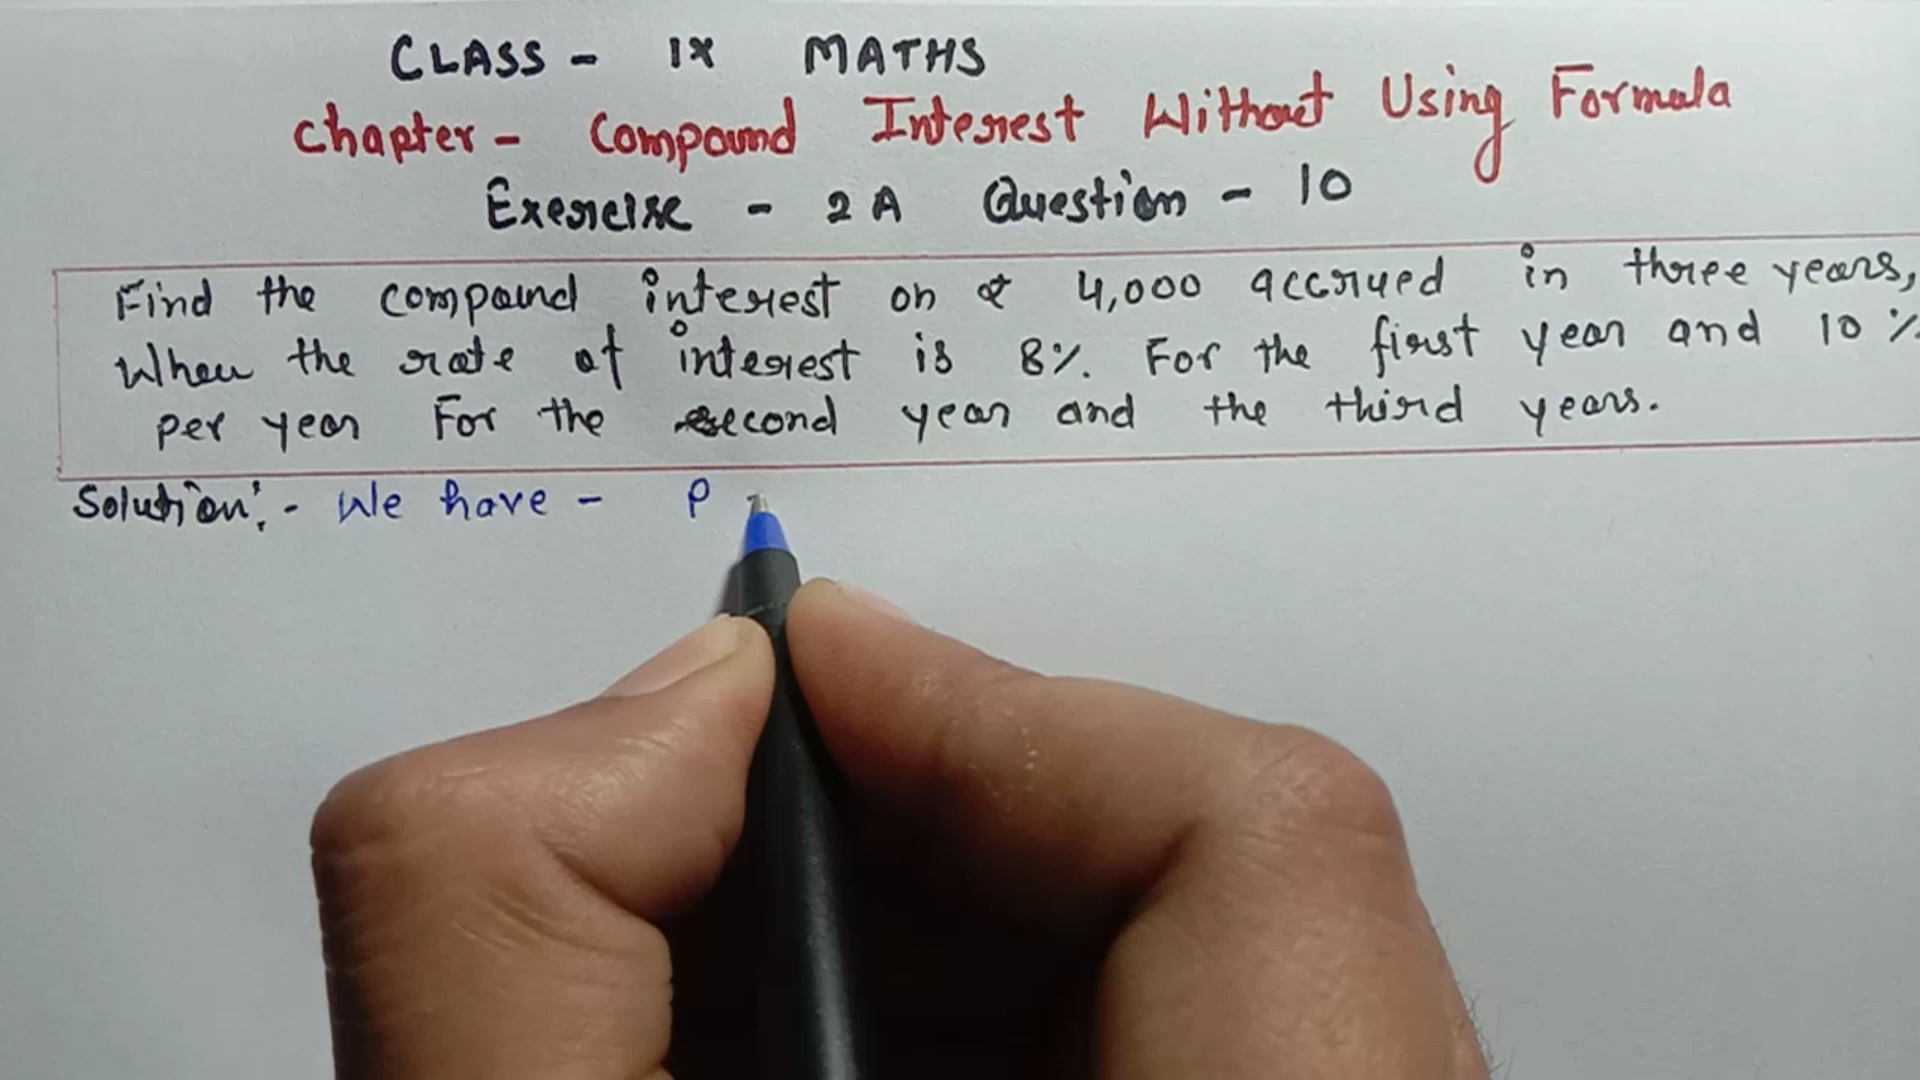 CLASS - IX MATHS
Chapter - Compound Interest Without Using Formula
Exercise - 2A Question - 10
Find the compound interest on ₹ 4,000 accrued in three years,
When the rate of interest is 8%. For the first year and 10%
per year For the second year and the third years.
Solution:- We have - P